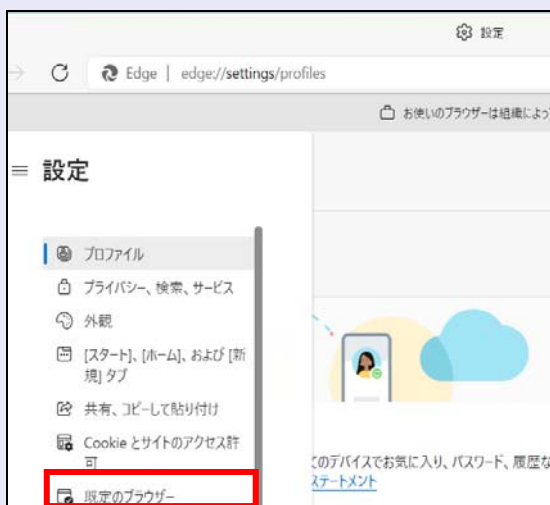 設定
Edge | edge://settings/profiles
お使いのブラウザーは組織によっ
設定
プロファイル
プライバシー、検索、サービス
外観
[スタート]、[ホーム]、および [新
規] タブ
共有、コピーして貼り付け
Cookie とサイトのアクセス許
可
既定のブラウザー
てのデバイスでお気に入り、パスワード、履歴な
ステートメント